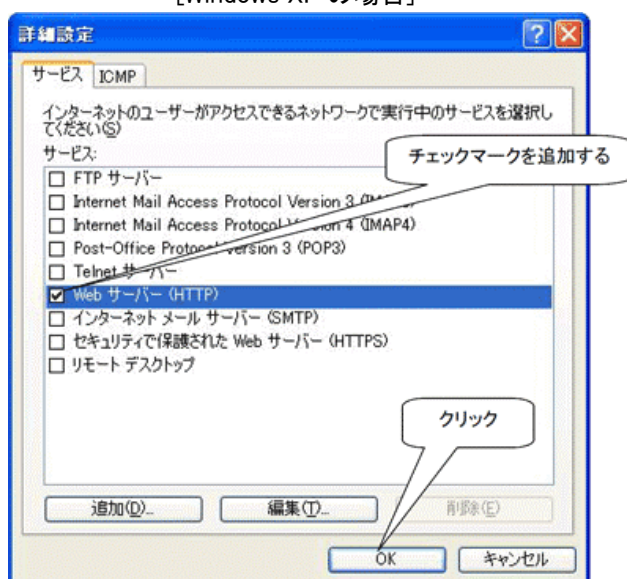 [Windows XP の場合]
詳細設定
サービス ICMP
インターネットのユーザーがアクセスできるネットワークで実行中のサービスを選択し
てください(S)
サービス:
チェックマークを追加する
FTP サーバー
Internet Mail Access Protocol Version 3
Internet Mail Access Protocol Version 4 (IMAP4)
Post-Office Protocol Version 3 (POP3)
Telnet サーバー
Web サーバー (HTTP)
インターネット メール サーバー (SMTP)
セキュリティで保護された Web サーバー (HTTPS)
リモート デスクトップ
クリック
追加(D)... 編集(T)... 削除(E)
OK キャンセル